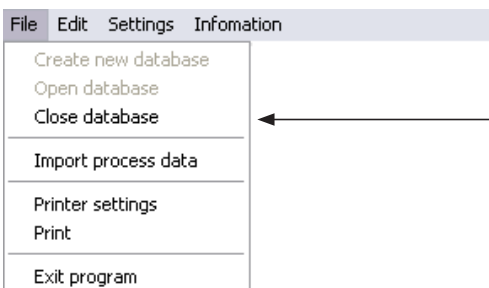 File Edit Settings Infomation
Create new database
Open database
Close database
Import process data
Printer settings
Print
Exit program